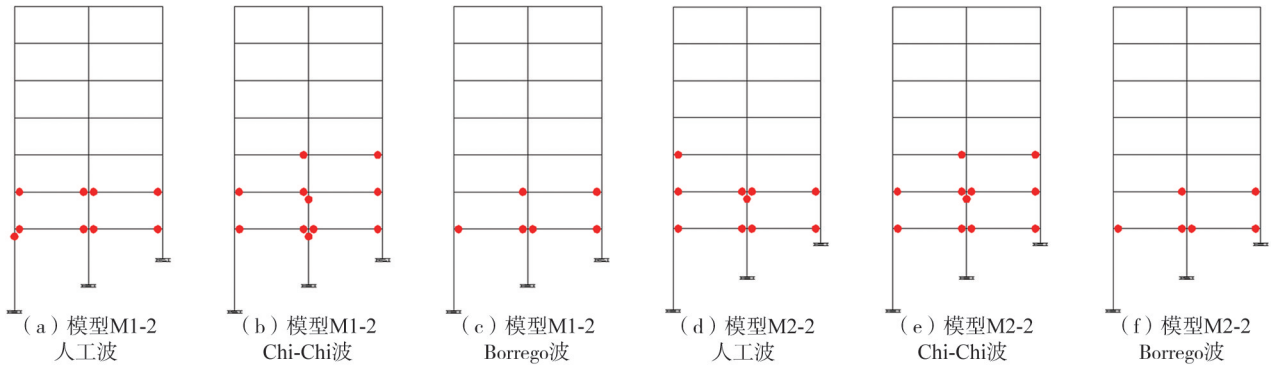 （a）模型M1-2
人工波
（b）模型M1-2
Chi-Chi波
（c）模型M1-2
Borrego波
（d）模型M2-2
人工波
（e）模型M2-2
Chi-Chi波
（f）模型M2-2
Borrego波